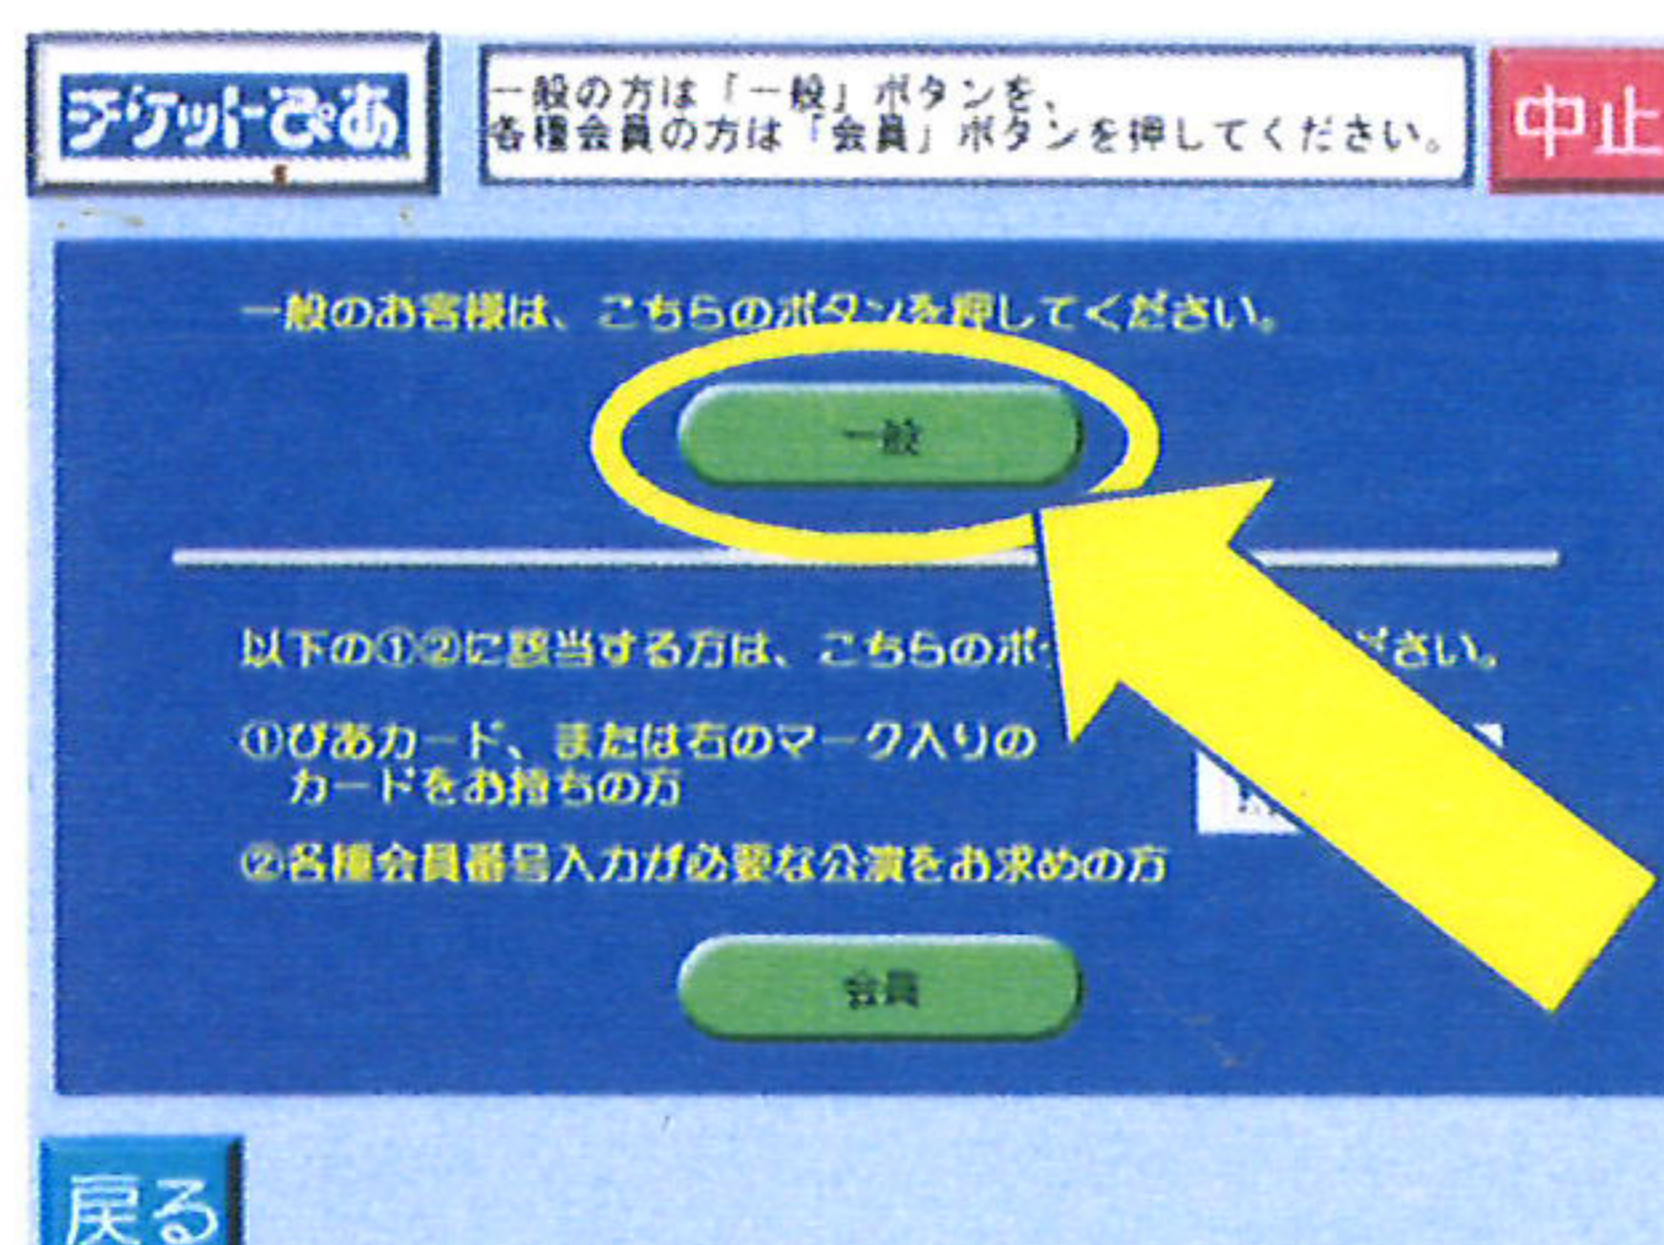 チケットぴあ
一般の方は「一般」ボタンを、
各種会員の方は「会員」ボタンを押してください。
中止
一般のお客様は、こちらのボタンを押してください。
一般
以下の①②に該当する方は、こちらのボ ださい。
①ぴあカード、または右のマーク入りの
カードをお持ちの方
②各種会員番号入力が必要な公演をお求めの方
会員
戻る